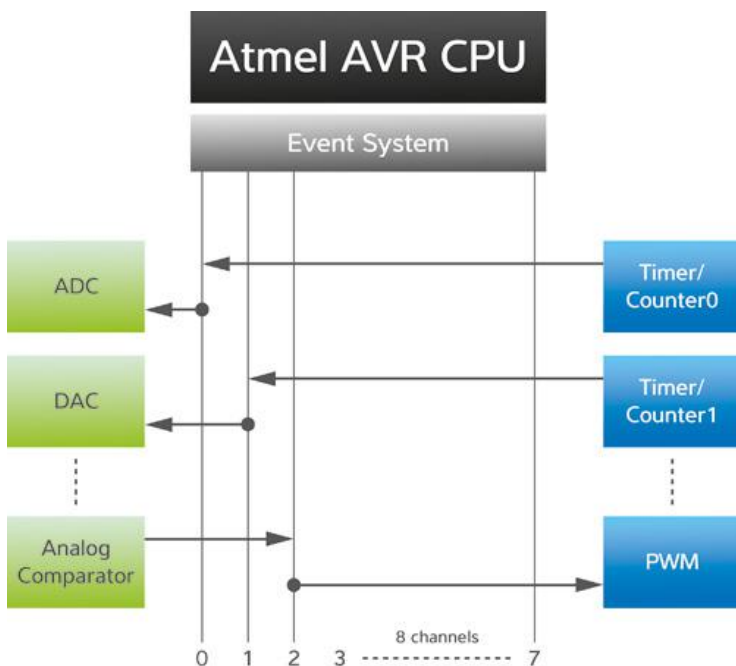 Atmel AVR CPU
Event System
ADC
Timer/
Counter0
DAC
Timer/
Counter1
Analog
Comparator
PWM
8 channels
0 1 2 3 7